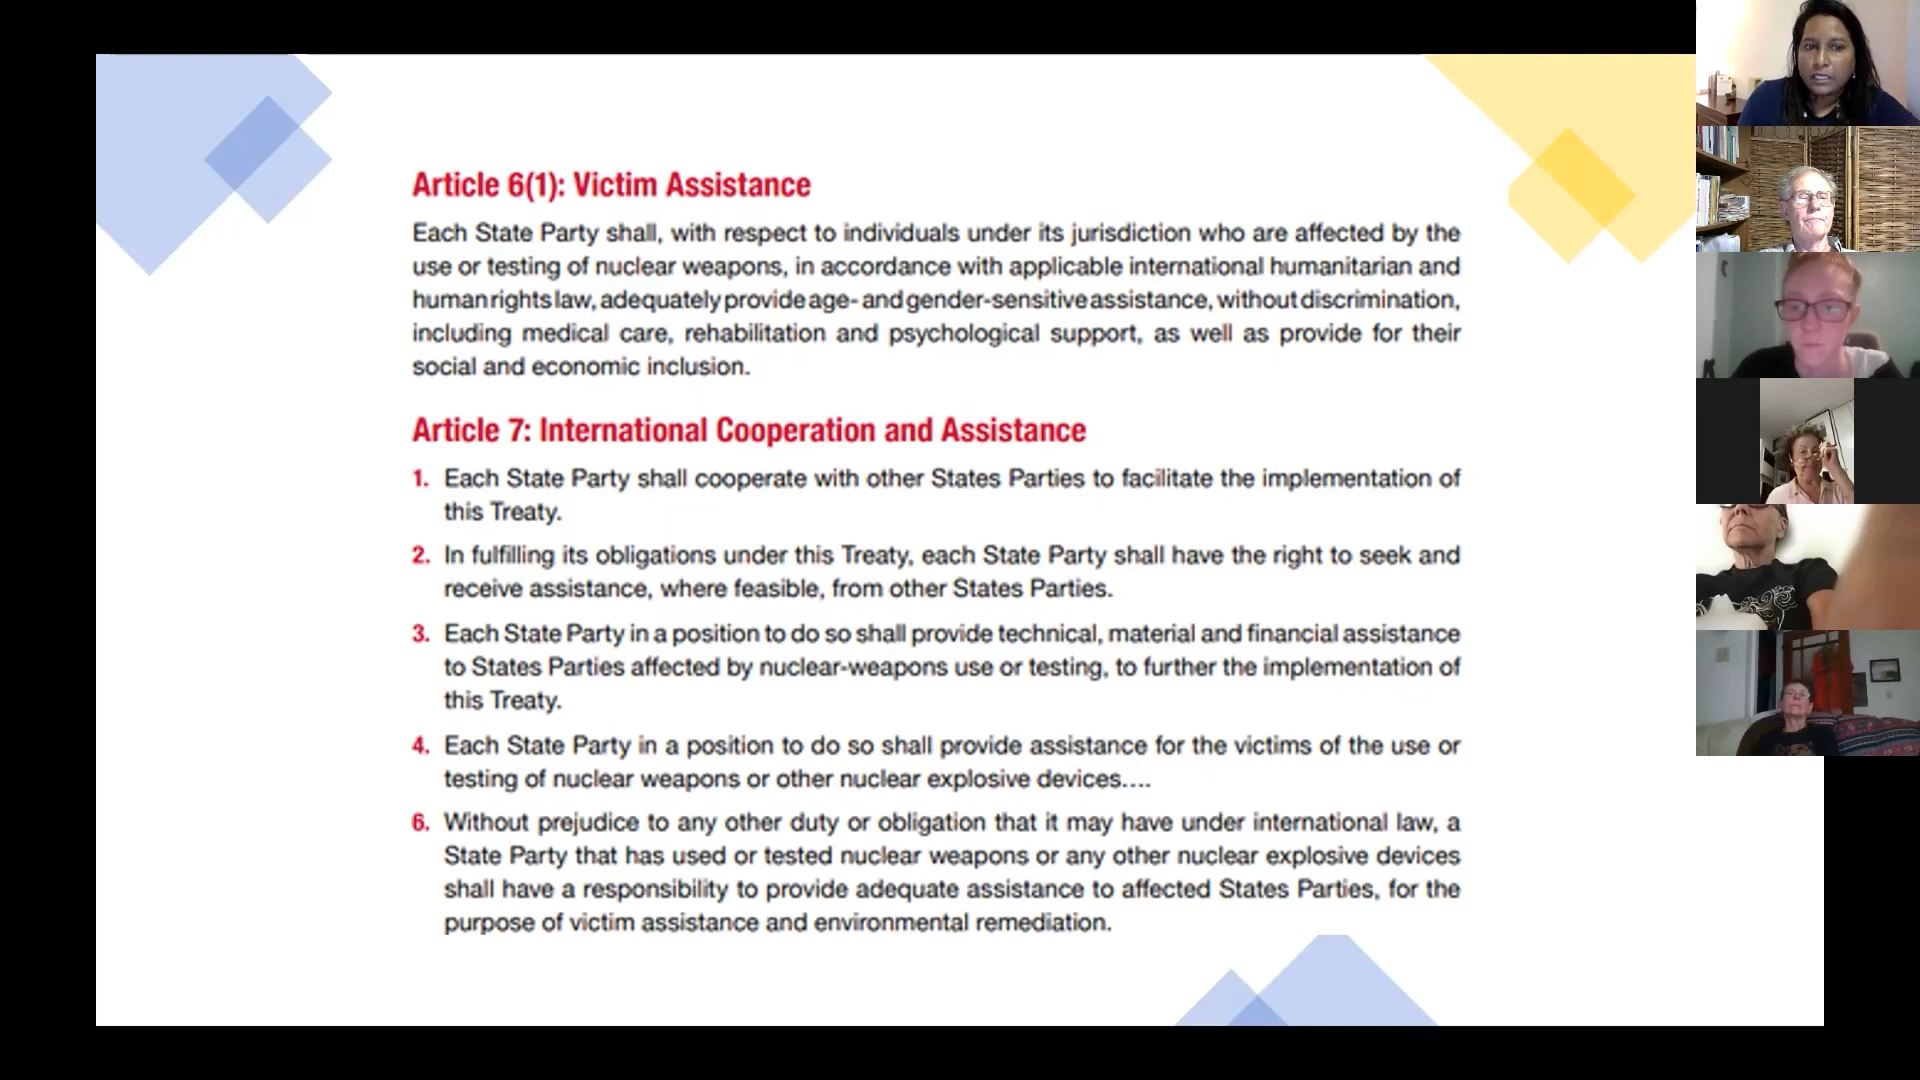 Article 6(1): Victim Assistance
Each State Party shall, with respect to individuals under its jurisdiction who are affected by the
use or testing of nuclear weapons, in accordance with applicable international humanitarian and
human rights law, adequately provide age- and gender-sensitive assistance, without discrimination,
including medical care, rehabilitation and psychological support, as well as provide for their
social and economic inclusion.
Article 7: International Cooperation and Assistance
1. Each State Party shall cooperate with other States Parties to facilitate the implementation of
this Treaty.
2. In fulfilling its obligations under this Treaty, each State Party shall have the right to seek and
receive assistance, where feasible, from other States Parties.
3. Each State Party in a position to do so shall provide technical, material and financial assistance
to States Parties affected by nuclear-weapons use or testing, to further the implementation of
this Treaty.
4. Each State Party in a position to do so shall provide assistance for the victims of the use or
testing of nuclear weapons or other nuclear explosive devices....
6. Without prejudice to any other duty or obligation that it may have under international law, a
State Party that has used or tested nuclear weapons or any other nuclear explosive devices
shall have a responsibility to provide adequate assistance to affected States Parties, for the
purpose of victim assistance and environmental remediation.